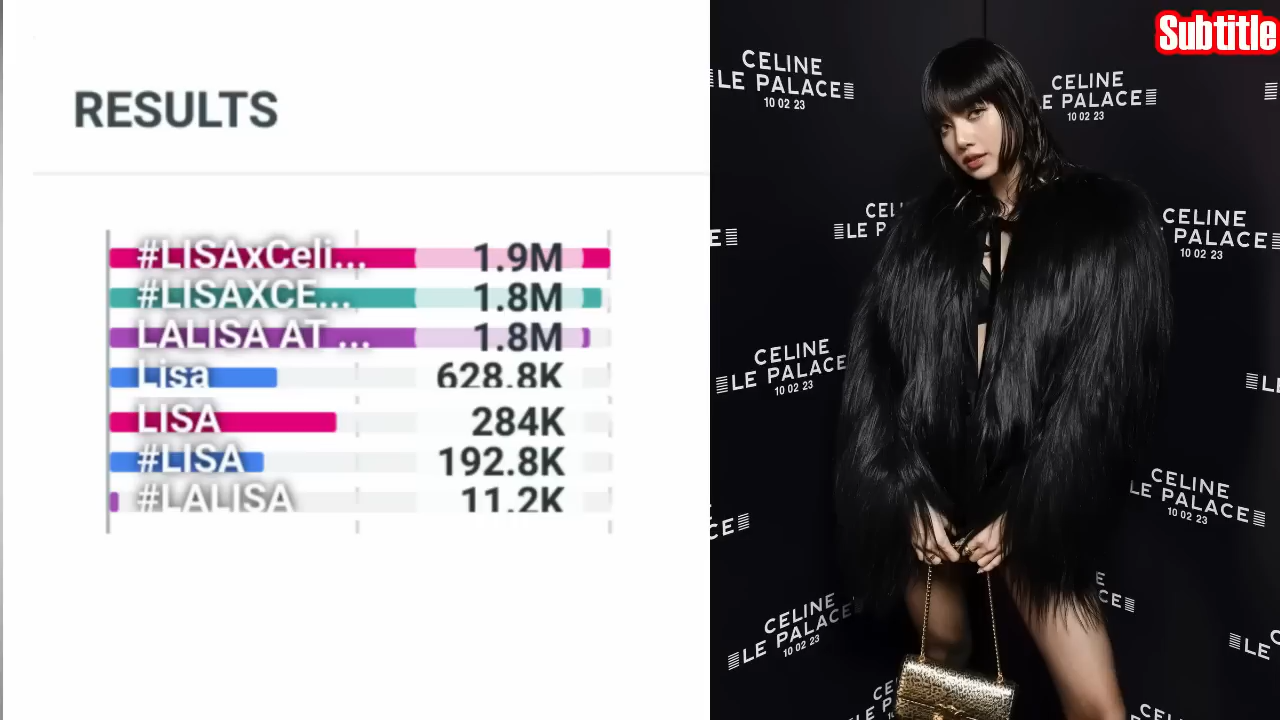 Subtitle
RESULTS
#LISAxCeli... 1.9M
#LISAXCE... 1.8M
LALISA AT ... 1.8M
Lisa 628.8K
LISA 284K
#LISA 192.8K
#LALISA 11.2K
CELINE
LE PALACE
10 02 23
CELINE
LE PALACE
10 02 23
CELINE
LE PALACE
10 02 23
CELINE
LE PALACE
10 02 23
CELINE
LE PALACE
10 02 23
CELINE
LE PALACE
10 02 23
CELINE